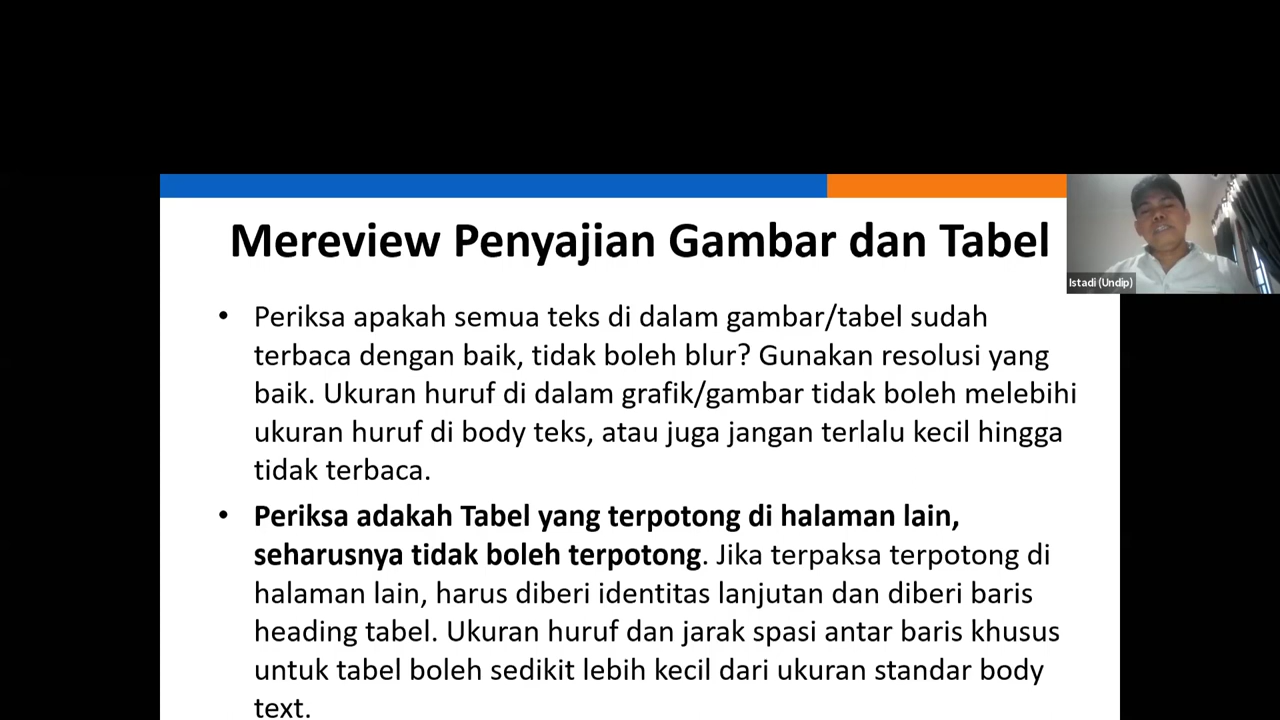 Mereview Penyajian Gambar dan Tabel
Istadi (Undip)
• Periksa apakah semua teks di dalam gambar/tabel sudah
terbaca dengan baik, tidak boleh blur? Gunakan resolusi yang
baik. Ukuran huruf di dalam grafik/gambar tidak boleh melebihi
ukuran huruf di body teks, atau juga jangan terlalu kecil hingga
tidak terbaca.
• Periksa adakah Tabel yang terpotong di halaman lain,
seharusnya tidak boleh terpotong. Jika terpaksa terpotong di
halaman lain, harus diberi identitas lanjutan dan diberi baris
heading tabel. Ukuran huruf dan jarak spasi antar baris khusus
untuk tabel boleh sedikit lebih kecil dari ukuran standar body
text.